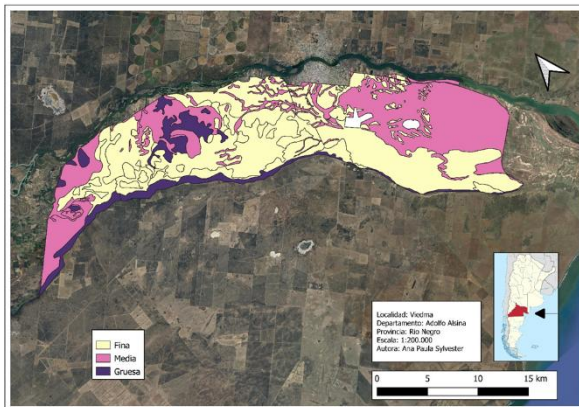 Fina
Media
Gruesa
Localidad: Viedma
Departamento: Adolfo Alsina
Provincia: Río Negro
Escala: 1:200.000
Autora: Ana Paula Sylvester
0 5 10 15 km